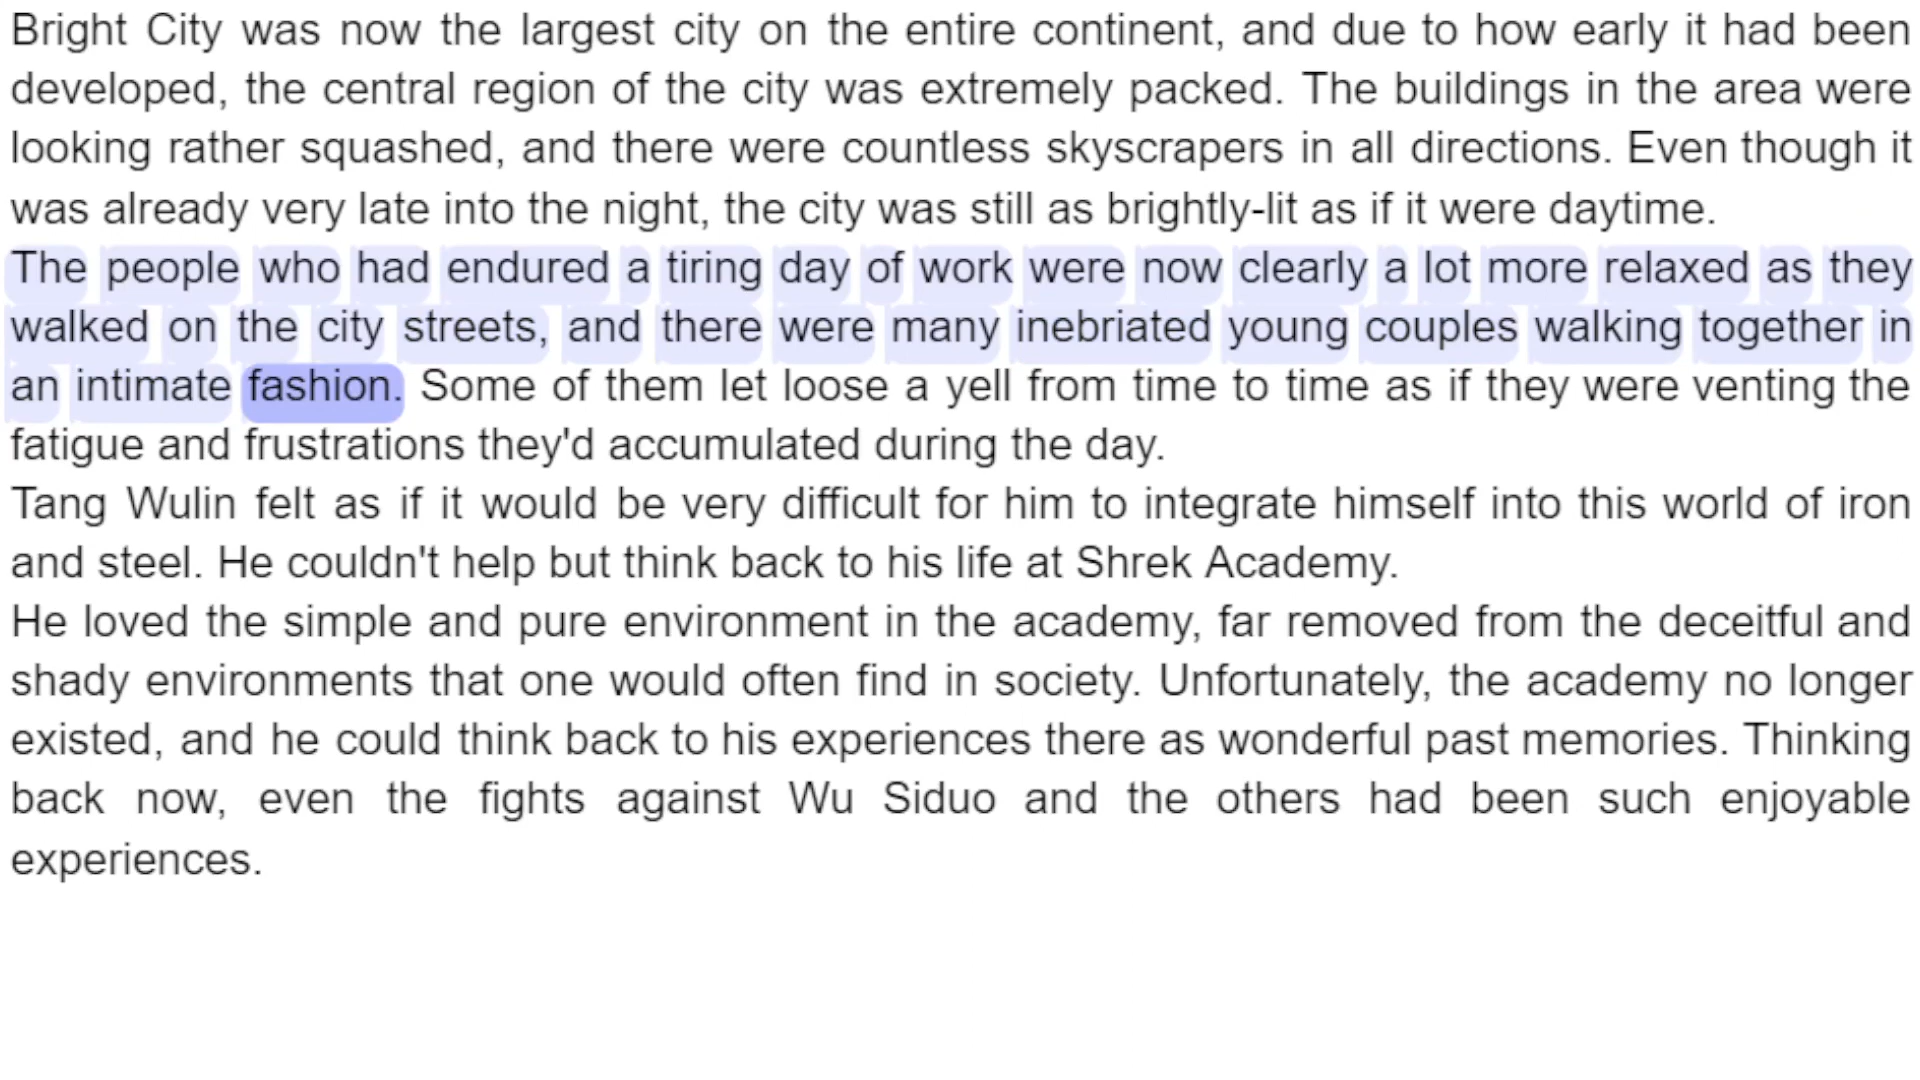 Bright City was now the largest city on the entire continent, and due to how early it had been
developed, the central region of the city was extremely packed. The buildings in the area were
looking rather squashed, and there were countless skyscrapers in all directions. Even though it
was already very late into the night, the city was still as brightly-lit as if it were daytime.
The people who had endured a tiring day of work were now clearly a lot more relaxed as they
walked on the city streets, and there were many inebriated young couples walking together in
an intimate fashion. Some of them let loose a yell from time to time as if they were venting the
fatigue and frustrations they'd accumulated during the day.
Tang Wulin felt as if it would be very difficult for him to integrate himself into this world of iron
and steel. He couldn't help but think back to his life at Shrek Academy.
He loved the simple and pure environment in the academy, far removed from the deceitful and
shady environments that one would often find in society. Unfortunately, the academy no longer
existed, and he could think back to his experiences there as wonderful past memories. Thinking
back now, even the fights against Wu Siduo and the others had been such enjoyable
experiences.